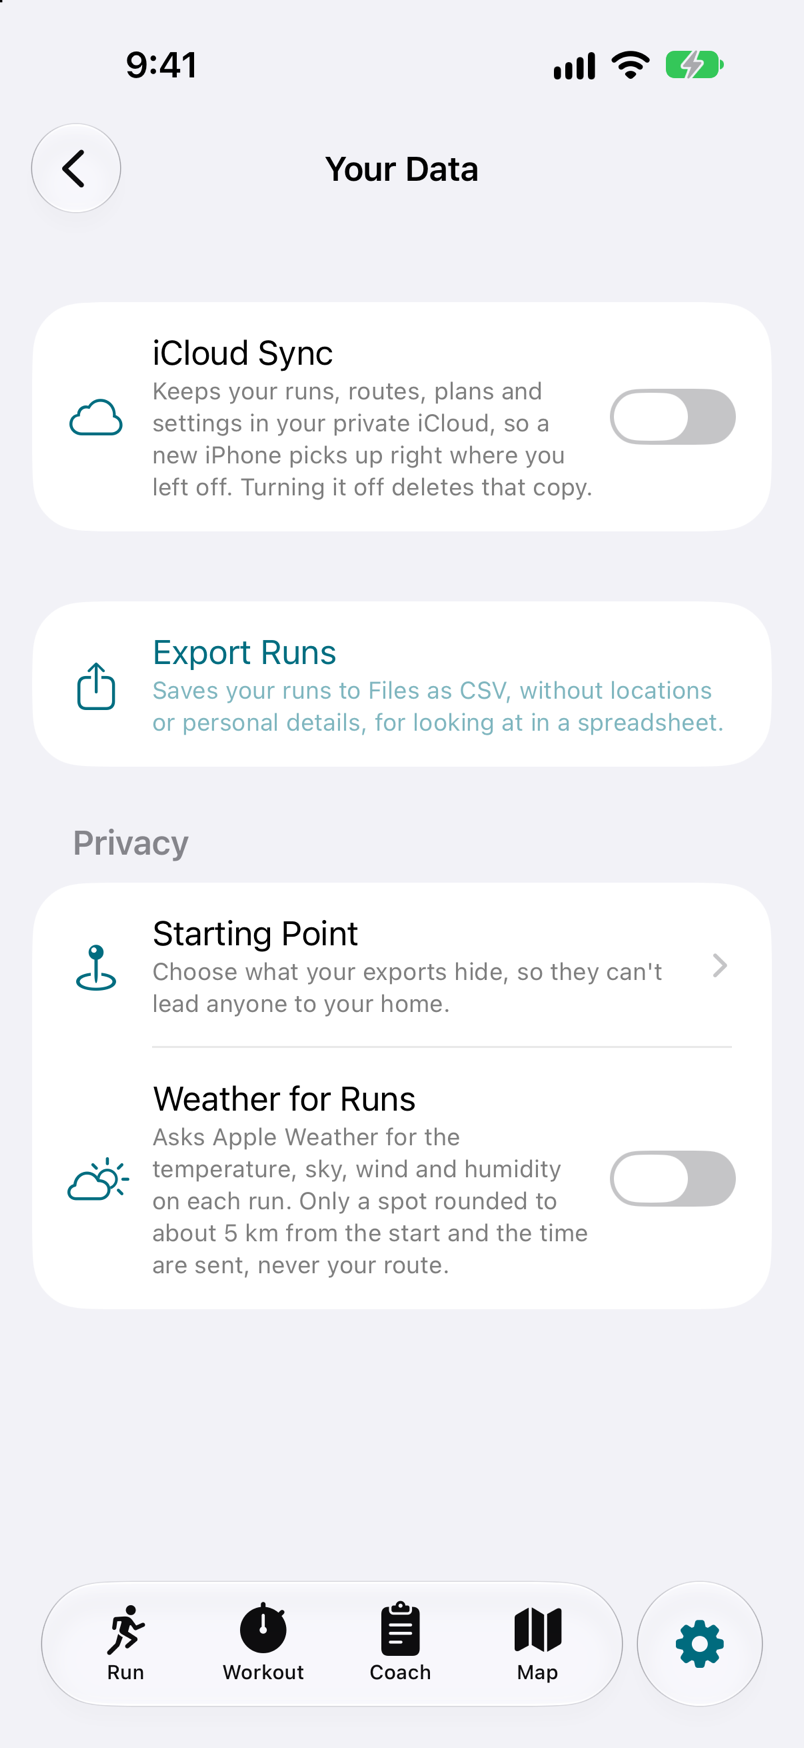 9:41
Your Data
iCloud Sync
Keeps your runs, routes, plans and
settings in your private iCloud, so a
new iPhone picks up right where you
left off. Turning it off deletes that copy.
Export Runs
Saves your runs to Files as CSV, without locations
or personal details, for looking at in a spreadsheet.
Privacy
Starting Point
Choose what your exports hide, so they can't
lead anyone to your home.
Weather for Runs
Asks Apple Weather for the
temperature, sky, wind and humidity
on each run. Only a spot rounded to
about 5 km from the start and the time
are sent, never your route.
Run
Workout
Coach
Map